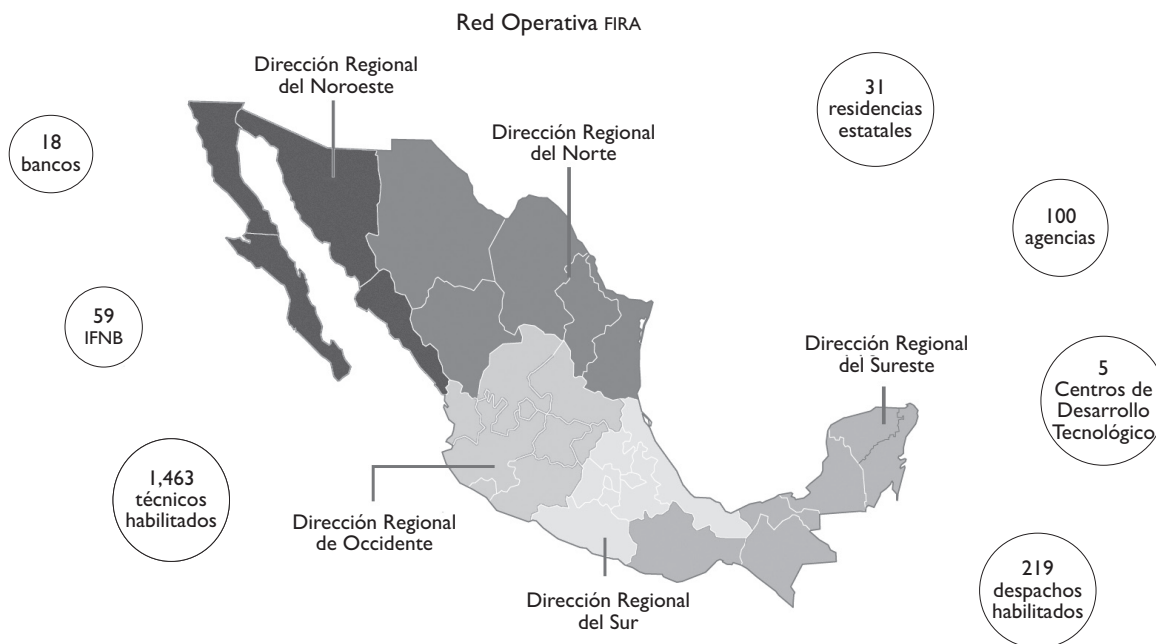 Red Operativa FIRA
Dirección Regional
del Noroeste
31
residencias
estatales
18
bancos
Dirección Regional
del Norte
100
agencias
59
IFNB
Dirección Regional
del Sureste
5
Centros de
Desarrollo
Tecnológico
1,463
técnicos
habilitados
Dirección Regional
de Occidente
219
despachos
habilitados
Dirección Regional
del Sur